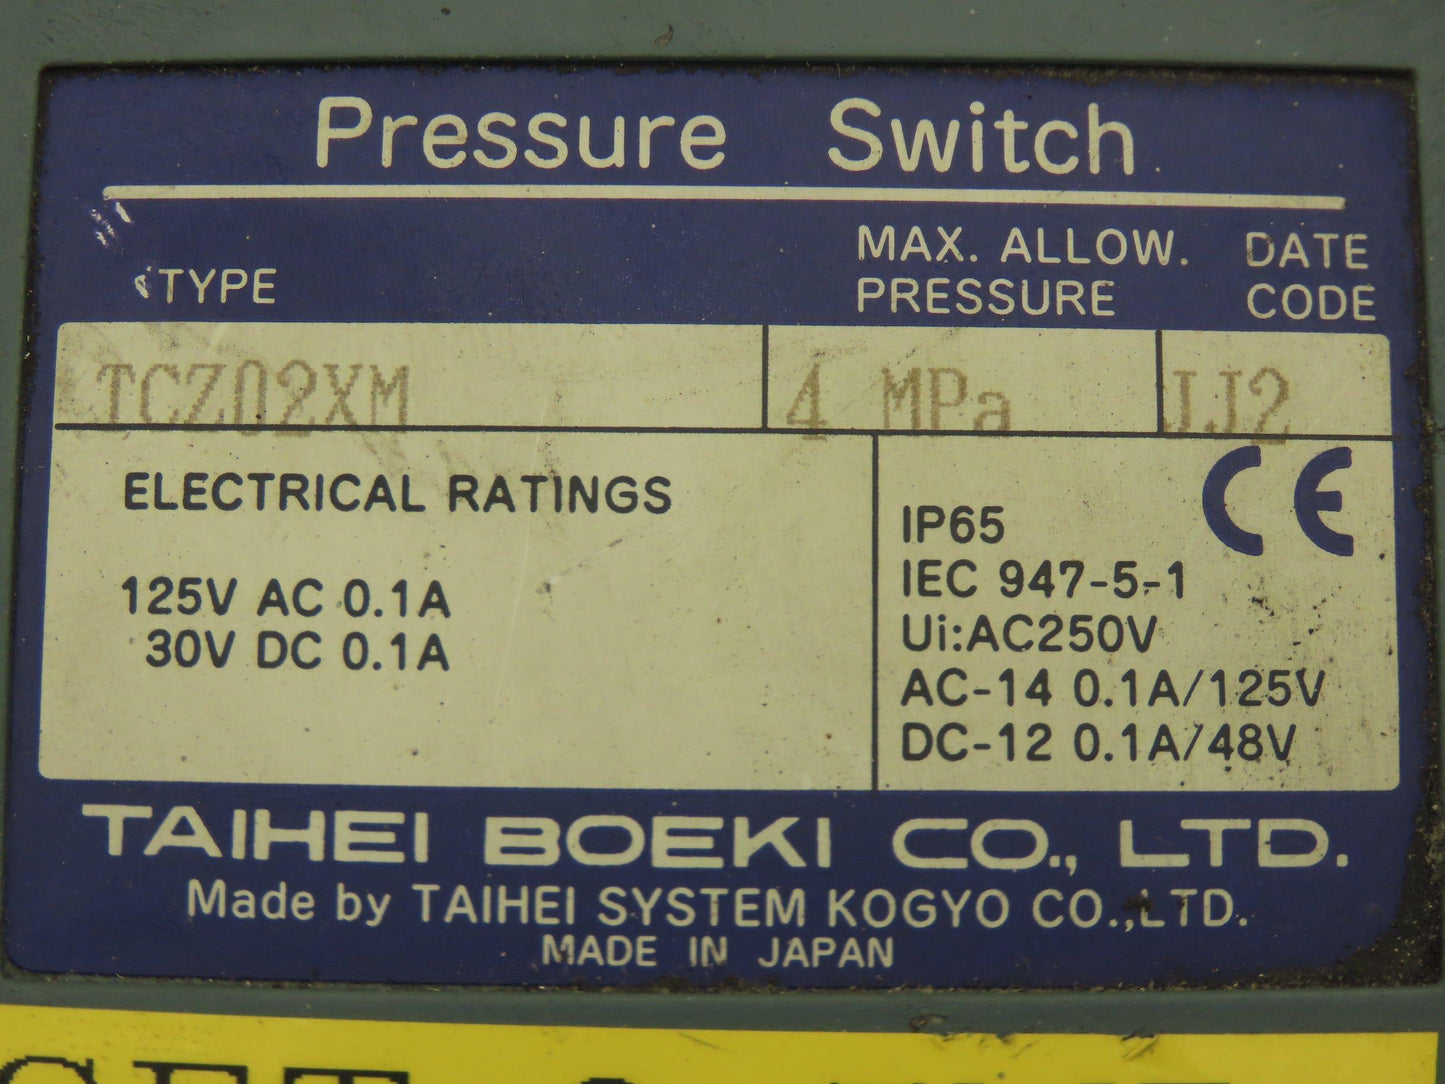 Pressure Switch
TYPE
MAX. ALLOW. PRESSURE
DATE CODE
TCZ02XM
4 MPa
JJ2
ELECTRICAL RATINGS
125V AC 0.1A
30V DC 0.1A
CE
IP65
IEC 947-5-1
Ui:AC250V
AC-14 0.1A/125V
DC-12 0.1A/48V
TAIHEI BOEKI CO., LTD.
Made by TAIHEI SYSTEM KOGYO CO.,LTD.
MADE IN JAPAN